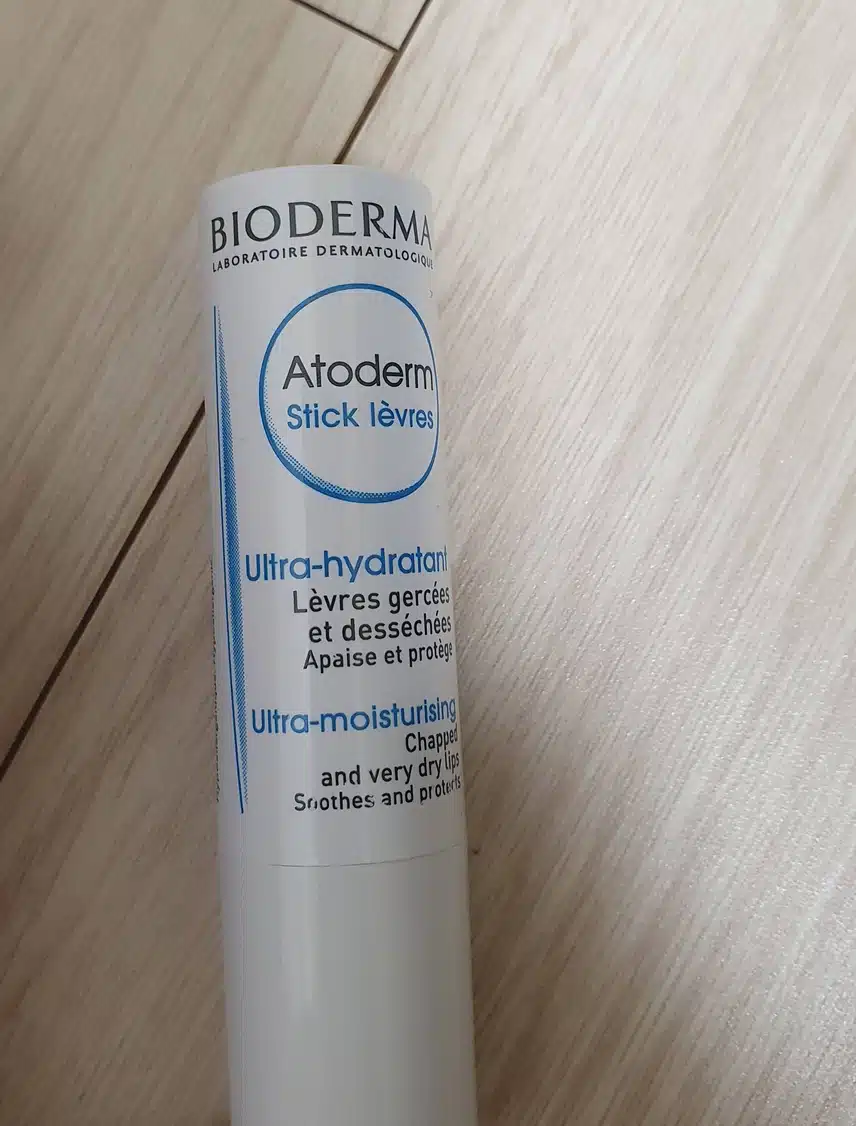 BIODERMA
LABORATOIRE DERMATOLOGIQUE
Atoderm
Stick lèvres
Ultra-hydratant
Lèvres gercées
et desséchées
Apaise et protège
Ultra-moisturising
Chapped
and very dry lips
Soothes and protects